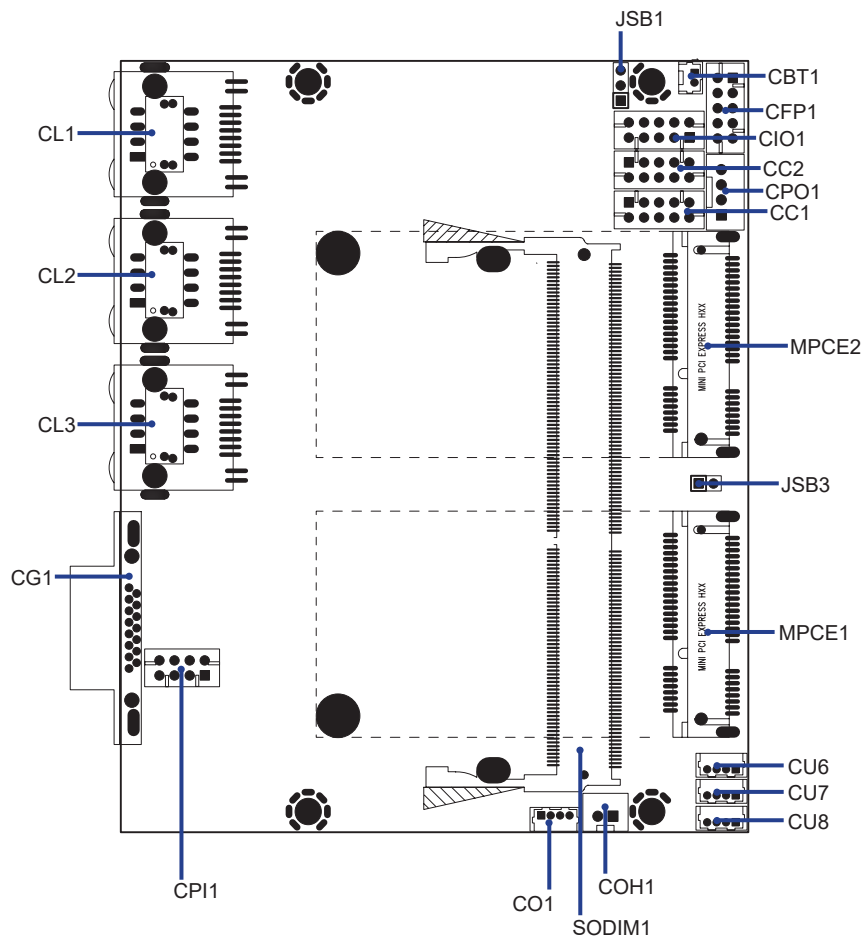 JSB1
CBT1
CFP1
CL1
CIO1
CC2
CPO1
CC1
CL2
MINI PCI EXPRESS HXX
MPCE2
CL3
JSB3
CG1
MINI PCI EXPRESS HXX
MPCE1
CU6
CU7
CU8
CPI1
CO1
COH1
SODIM1